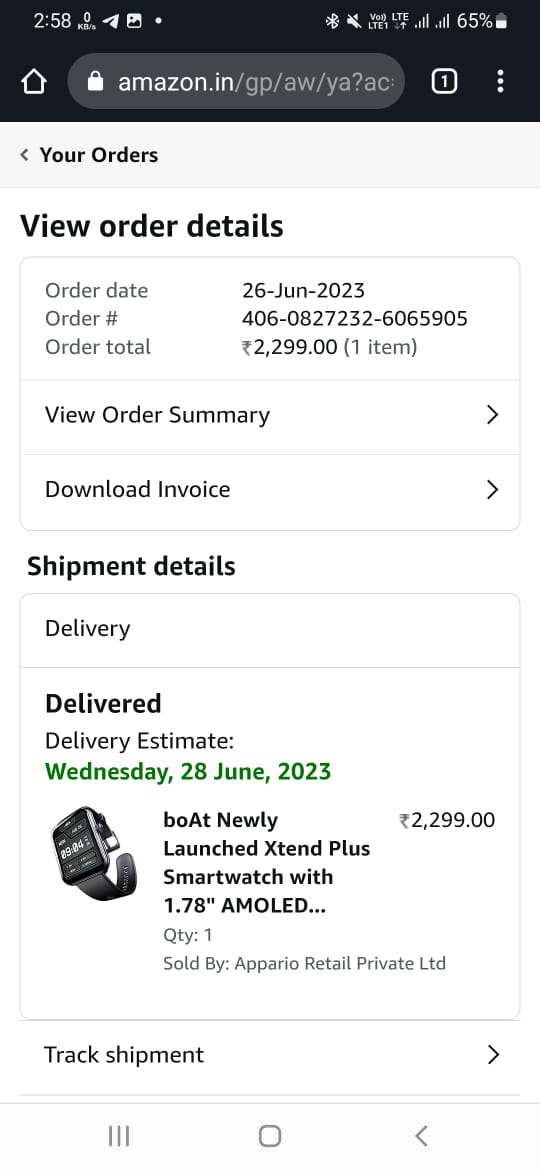 2:58 0 KB/s Vo) LTE LTE1 65%
amazon.in/gp/aw/ya?ac 1
Your Orders
View order details
Order date 26-Jun-2023
Order # 406-0827232-6065905
Order total ₹2,299.00 (1 item)
View Order Summary
Download Invoice
Shipment details
Delivery
Delivered
Delivery Estimate:
Wednesday, 28 June, 2023
boAt Newly ₹2,299.00
Launched Xtend Plus
Smartwatch with
1.78" AMOLED...
Qty: 1
Sold By: Appario Retail Private Ltd
09:04
Track shipment